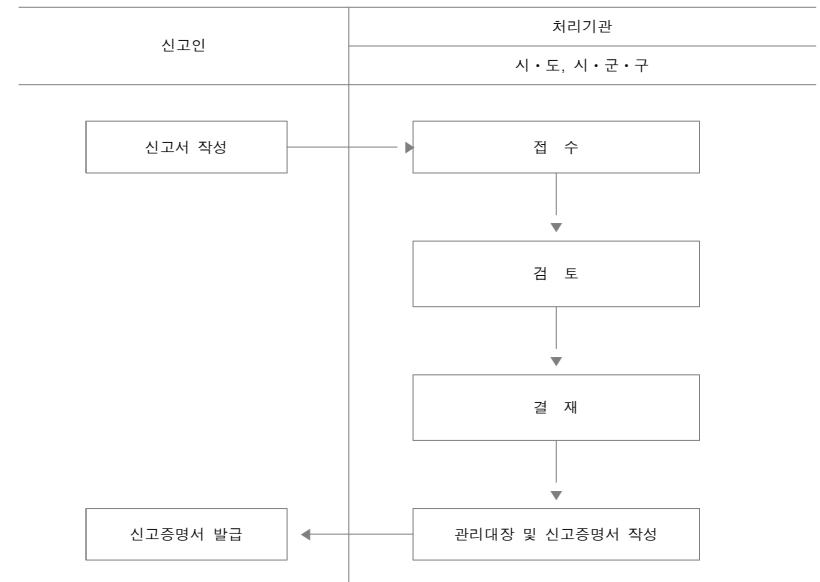 신고인
처리기관
시·도, 시·군·구
신고서 작성
접 수
검 토
결 재
신고증명서 발급
관리대장 및 신고증명서 작성